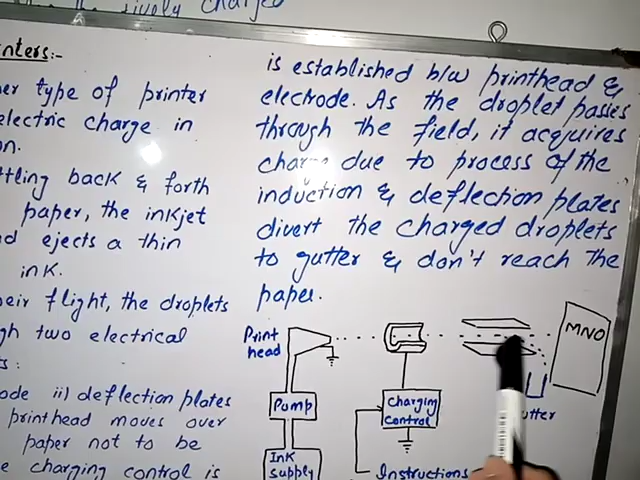 nters:-
er type of printer
electric charge in
on.
ttling back & forth
paper, the inkjet
d ejects a thin
ink.
eir flight, the droplets
gh two electrical
s:
ode ii) deflection plates
printhead moves over
paper not to be
e charging control is
is established b/w printhead &
electrode. As the droplet passes
through the field, it acquires
charge due to process of the
induction & deflection plates
divert the charged droplets
to gutter & don't reach the
paper.
Print
head
MNO
Pump
Charging
Control
utter
Ink
Supply
Instructions